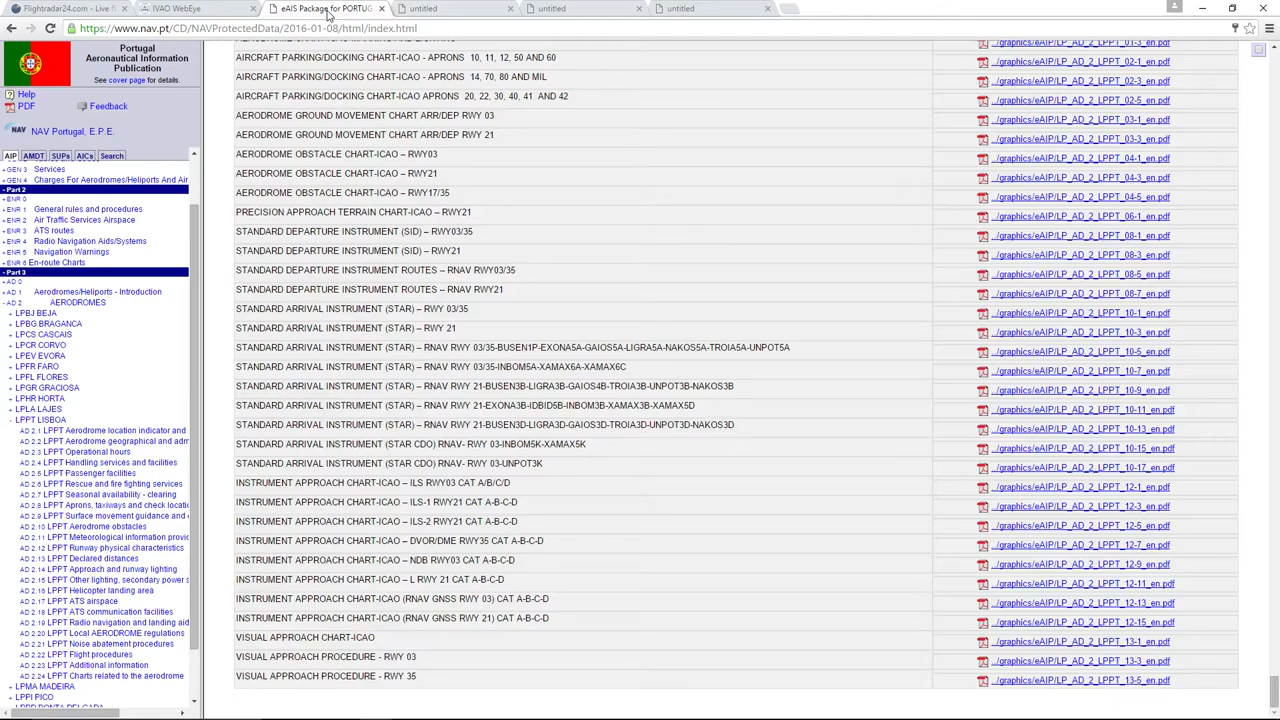 Flightradar24.com - Live fl
IVAO WebEye
eAIS Package for PORTUG
untitled
untitled
untitled
https://www.nav.pt/CD/NAVProtectedData/2016-01-08/html/index.html
Portugal
Aeronautical Information
Publication
See cover page for details.
Help
PDF
Feedback
NAV
NAV Portugal, E.P.E.
AIP AMDT SUPs AICs Search
+ GEN 3 Services
+ GEN 4 Charges For Aerodromes/Heliports And Air
- Part 2
+ ENR 0
+ ENR 1 General rules and procedures
+ ENR 2 Air Traffic Services Airspace
+ ENR 3 ATS routes
+ ENR 4 Radio Navigation Aids/Systems
+ ENR 5 Navigation Warnings
+ ENR 6 En-route Charts
- Part 3
+ AD 0
+ AD 1 Aerodromes/Heliports - Introduction
- AD 2 AERODROMES
+ LPBJ BEJA
+ LPBG BRAGANCA
+ LPCS CASCAIS
+ LPCR CORVO
+ LPEV EVORA
+ LPFR FARO
+ LPFL FLORES
+ LPGR GRACIOSA
+ LPHR HORTA
+ LPLA LAJES
- LPPT LISBOA
AD 2.1 LPPT Aerodrome location indicator and
AD 2.2 LPPT Aerodrome geographical and adm
AD 2.3 LPPT Operational hours
AD 2.4 LPPT Handling services and facilities
AD 2.5 LPPT Passenger facilities
AD 2.6 LPPT Rescue and fire fighting services
AD 2.7 LPPT Seasonal availability - clearing
AD 2.8 LPPT Aprons, taxiways and check locatio
AD 2.9 LPPT Surface movement guidance and c
AD 2.10 LPPT Aerodrome obstacles
AD 2.11 LPPT Meteorological information provid
AD 2.12 LPPT Runway physical characteristics
AD 2.13 LPPT Declared distances
AD 2.14 LPPT Approach and runway lighting
AD 2.15 LPPT Other lighting, secondary power s
AD 2.16 LPPT Helicopter landing area
AD 2.17 LPPT ATS airspace
AD 2.18 LPPT ATS communication facilities
AD 2.19 LPPT Radio navigation and landing aid
AD 2.20 LPPT Local AERODROME regulations
AD 2.21 LPPT Noise abatement procedures
AD 2.22 LPPT Flight procedures
AD 2.23 LPPT Additional information
AD 2.24 LPPT Charts related to the aerodrome
+ LPMA MADEIRA
+ LPPI PICO
../graphics/eAIP/LP_AD_2_LPPT_01-3_en.pdf
AIRCRAFT PARKING/DOCKING CHART-ICAO - APRONS 10, 11, 12, 50 AND 60 ../graphics/eAIP/LP_AD_2_LPPT_02-1_en.pdf
AIRCRAFT PARKING/DOCKING CHART-ICAO - APRONS 14, 70, 80 AND MIL ../graphics/eAIP/LP_AD_2_LPPT_02-3_en.pdf
AIRCRAFT PARKING/DOCKING CHART-ICAO - APRONS 20, 22, 30, 40, 41 AND 42 ../graphics/eAIP/LP_AD_2_LPPT_02-5_en.pdf
AERODROME GROUND MOVEMENT CHART ARR/DEP RWY 03 ../graphics/eAIP/LP_AD_2_LPPT_03-1_en.pdf
AERODROME GROUND MOVEMENT CHART ARR/DEP RWY 21 ../graphics/eAIP/LP_AD_2_LPPT_03-3_en.pdf
AERODROME OBSTACLE CHART-ICAO – RWY03 ../graphics/eAIP/LP_AD_2_LPPT_04-1_en.pdf
AERODROME OBSTACLE CHART-ICAO – RWY21 ../graphics/eAIP/LP_AD_2_LPPT_04-3_en.pdf
AERODROME OBSTACLE CHART-ICAO – RWY17/35 ../graphics/eAIP/LP_AD_2_LPPT_04-5_en.pdf
PRECISION APPROACH TERRAIN CHART-ICAO – RWY21 ../graphics/eAIP/LP_AD_2_LPPT_06-1_en.pdf
STANDARD DEPARTURE INSTRUMENT (SID) – RWY03/35 ../graphics/eAIP/LP_AD_2_LPPT_08-1_en.pdf
STANDARD DEPARTURE INSTRUMENT (SID) – RWY21 ../graphics/eAIP/LP_AD_2_LPPT_08-3_en.pdf
STANDARD DEPARTURE INSTRUMENT ROUTES – RNAV RWY03/35 ../graphics/eAIP/LP_AD_2_LPPT_08-5_en.pdf
STANDARD DEPARTURE INSTRUMENT ROUTES – RNAV RWY21 ../graphics/eAIP/LP_AD_2_LPPT_08-7_en.pdf
STANDARD ARRIVAL INSTRUMENT (STAR) – RWY 03/35 ../graphics/eAIP/LP_AD_2_LPPT_10-1_en.pdf
STANDARD ARRIVAL INSTRUMENT (STAR) – RWY 21 ../graphics/eAIP/LP_AD_2_LPPT_10-3_en.pdf
STANDARD ARRIVAL INSTRUMENT (STAR) – RNAV RWY 03/35 ../graphics/eAIP/LP_AD_2_LPPT_10-5_en.pdf
STANDARD ARRIVAL INSTRUMENT (STAR) – RNAV RWY 03/35-INBOM5A-XAMAX6A-XAMAX6C ../graphics/eAIP/LP_AD_2_LPPT_10-7_en.pdf
STANDARD ARRIVAL INSTRUMENT (STAR) – RNAV RWY 21-BUSEN3B-LIGRA3B-GAIOS4B-TROIA3B-UNPOT3B-NAKOS3B ../graphics/eAIP/LP_AD_2_LPPT_10-9_en.pdf
STANDARD ARRIVAL INSTRUMENT (STAR) – RNAV RWY 21 ../graphics/eAIP/LP_AD_2_LPPT_10-11_en.pdf
STANDARD ARRIVAL INSTRUMENT (STAR) – RNAV RWY 21-BUSEN3D-LIGRA3D-GAIOS4D-TROIA3D-UNPOT3D-NAKOS3D ../graphics/eAIP/LP_AD_2_LPPT_10-13_en.pdf
STANDARD ARRIVAL INSTRUMENT (STAR CDO) RNAV- RWY 03-INBOM5K-XAMAX5K ../graphics/eAIP/LP_AD_2_LPPT_10-15_en.pdf
STANDARD ARRIVAL INSTRUMENT (STAR CDO) RNAV- RWY 03-UNPOT3K ../graphics/eAIP/LP_AD_2_LPPT_10-17_en.pdf
INSTRUMENT APPROACH CHART-ICAO – ILS RWY03 CAT A/B/C/D ../graphics/eAIP/LP_AD_2_LPPT_12-1_en.pdf
INSTRUMENT APPROACH CHART-ICAO – ILS-1 RWY21 CAT A-B-C-D ../graphics/eAIP/LP_AD_2_LPPT_12-3_en.pdf
INSTRUMENT APPROACH CHART-ICAO – ILS-2 RWY21 CAT A-B-C-D ../graphics/eAIP/LP_AD_2_LPPT_12-5_en.pdf
INSTRUMENT APPROACH CHART-ICAO – DVOR/DME RWY35 CAT A-B-C-D ../graphics/eAIP/LP_AD_2_LPPT_12-7_en.pdf
INSTRUMENT APPROACH CHART-ICAO – NDB RWY03 CAT A-B-C-D ../graphics/eAIP/LP_AD_2_LPPT_12-9_en.pdf
INSTRUMENT APPROACH CHART-ICAO – L RWY 21 CAT A-B-C-D ../graphics/eAIP/LP_AD_2_LPPT_12-11_en.pdf
INSTRUMENT APPROACH CHART-ICAO (RNAV GNSS RWY 03) CAT A-B-C-D ../graphics/eAIP/LP_AD_2_LPPT_12-13_en.pdf
INSTRUMENT APPROACH CHART-ICAO (RNAV GNSS RWY 21) CAT A-B-C-D ../graphics/eAIP/LP_AD_2_LPPT_12-15_en.pdf
VISUAL APPROACH CHART-ICAO ../graphics/eAIP/LP_AD_2_LPPT_13-1_en.pdf
VISUAL APPROACH PROCEDURE - RWY 03 ../graphics/eAIP/LP_AD_2_LPPT_13-3_en.pdf
VISUAL APPROACH PROCEDURE - RWY 35 ../graphics/eAIP/LP_AD_2_LPPT_13-5_en.pdf